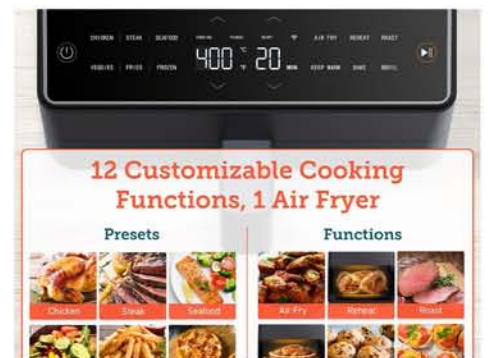 CHICKEN STEAK SEAFOOD AIR FRY REHEAT ROAST
400 °C °F 20 MIN
VEGGIES FRIES FROZEN KEEP WARM BAKE BROIL
12 Customizable Cooking
Functions, 1 Air Fryer
Presets Functions
Chicken Steak Seafood Air Fry Reheat Roast